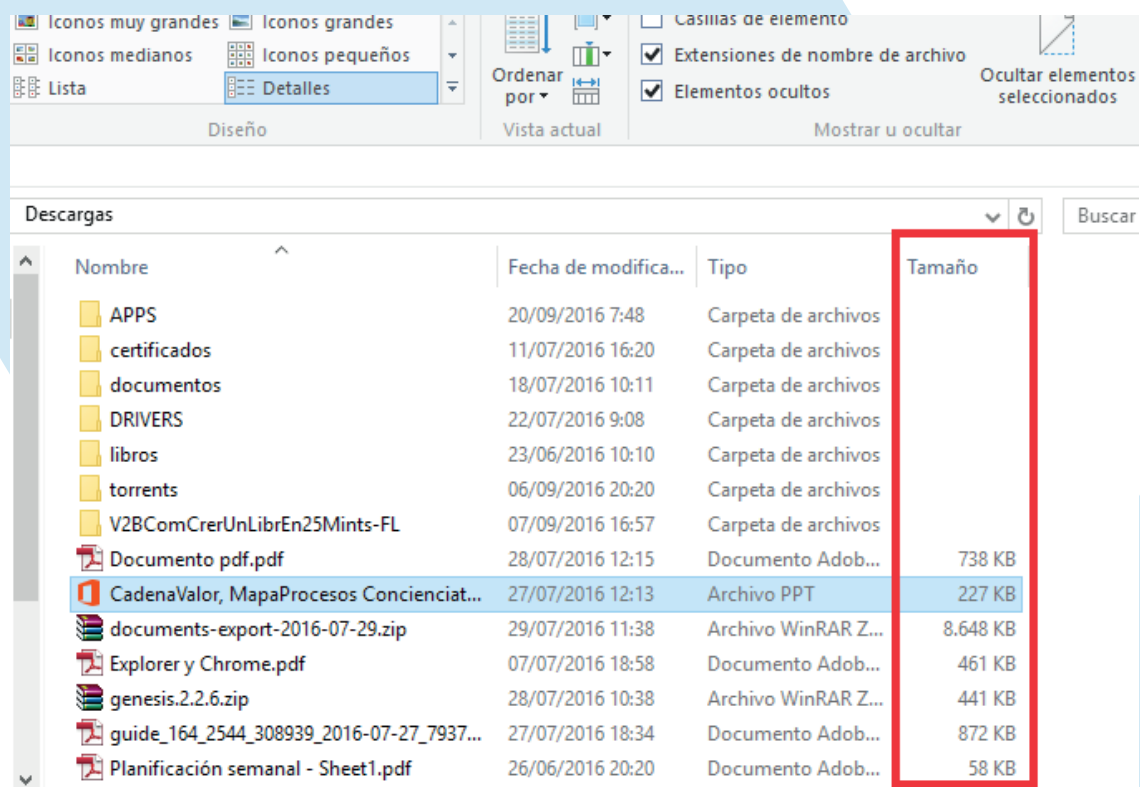 Iconos muy grandes Iconos grandes
Iconos medianos Iconos pequeños
Lista Detalles
Diseño
Ordenar
por
Vista actual
Casillas de elemento
Extensiones de nombre de archivo
Elementos ocultos
Ocultar elementos
seleccionados
Mostrar u ocultar
Descargas Buscar
Nombre Fecha de modifica... Tipo Tamaño
APPS 20/09/2016 7:48 Carpeta de archivos
certificados 11/07/2016 16:20 Carpeta de archivos
documentos 18/07/2016 10:11 Carpeta de archivos
DRIVERS 22/07/2016 9:08 Carpeta de archivos
libros 23/06/2016 10:10 Carpeta de archivos
torrents 06/09/2016 20:20 Carpeta de archivos
V2BComCrerUnLibrEn25Mints-FL 07/09/2016 16:57 Carpeta de archivos
Documento pdf.pdf 28/07/2016 12:15 Documento Adob... 738 KB
CadenaValor, MapaProcesos Concienciat... 27/07/2016 12:13 Archivo PPT 227 KB
documents-export-2016-07-29.zip 29/07/2016 11:38 Archivo WinRAR Z... 8.648 KB
Explorer y Chrome.pdf 07/07/2016 18:58 Documento Adob... 461 KB
genesis.2.2.6.zip 28/07/2016 10:38 Archivo WinRAR Z... 441 KB
guide_164_2544_308939_2016-07-27_7937... 27/07/2016 18:34 Documento Adob... 872 KB
Planificación semanal - Sheet1.pdf 26/06/2016 20:20 Documento Adob... 58 KB